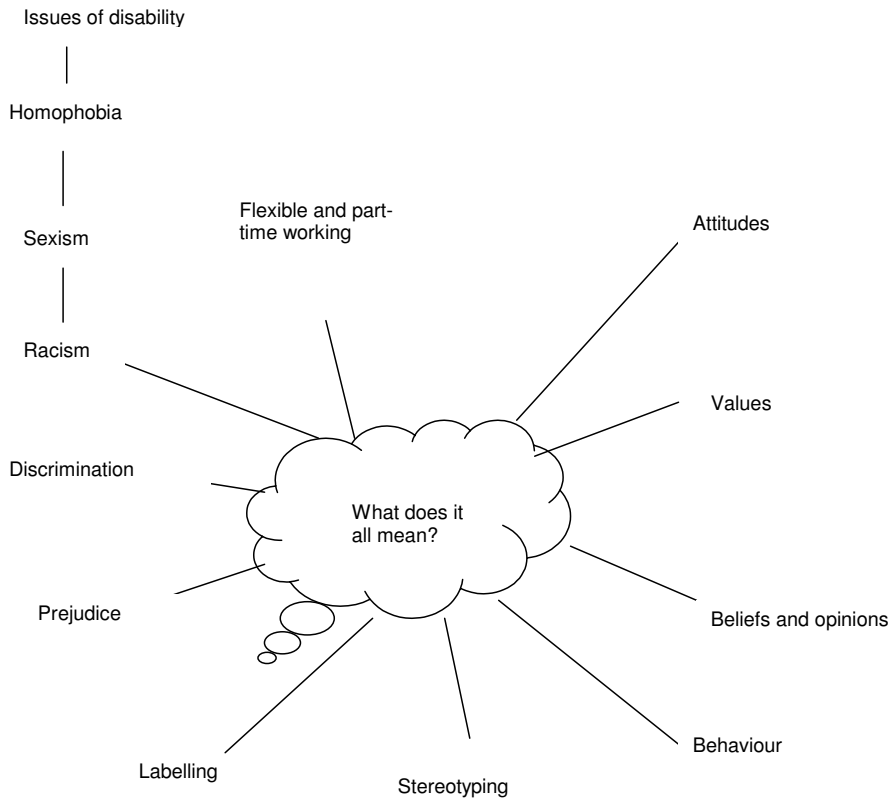 Issues of disability
Homophobia
Flexible and part-
time working
Attitudes
Sexism
Racism
Values
Discrimination
What does it
all mean?
Prejudice
Beliefs and opinions
Behaviour
Labelling
Stereotyping